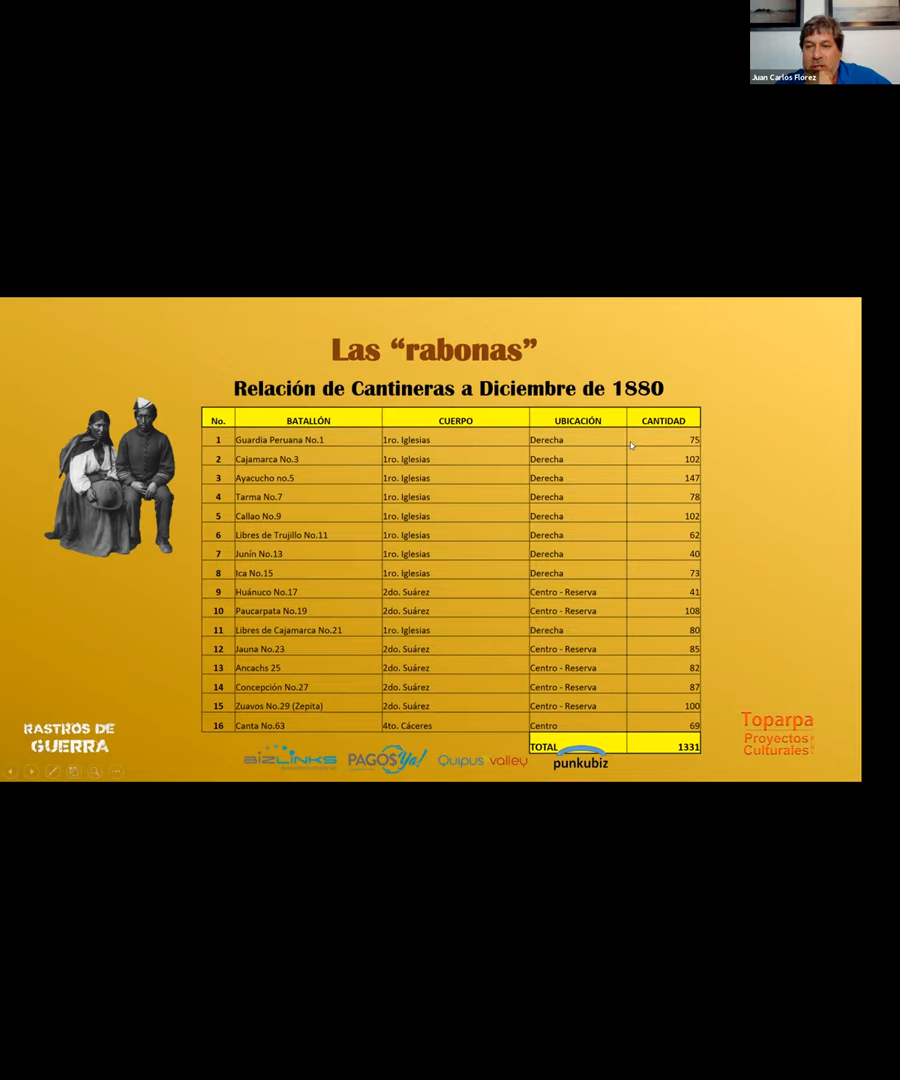 Juan Carlos Florez
Las “rabonas”
Relación de Cantineras a Diciembre de 1880
No. BATALLÓN CUERPO UBICACIÓN CANTIDAD
1 Guardia Peruana No.1 1ro. Iglesias Derecha 75
2 Cajamarca No.3 1ro. Iglesias Derecha 102
3 Ayacucho no.5 1ro. Iglesias Derecha 147
4 Tarma No.7 1ro. Iglesias Derecha 78
5 Callao No.9 1ro. Iglesias Derecha 102
6 Libres de Trujillo No.11 1ro. Iglesias Derecha 62
7 Junín No.13 1ro. Iglesias Derecha 40
8 Ica No.15 1ro. Iglesias Derecha 73
9 Huánuco No.17 2do. Suárez Centro - Reserva 41
10 Paucarpata No.19 2do. Suárez Centro - Reserva 108
11 Libres de Cajamarca No.21 1ro. Iglesias Derecha 80
12 Jauna No.23 2do. Suárez Centro - Reserva 85
13 Ancachs 25 2do. Suárez Centro - Reserva 82
14 Concepción No.27 2do. Suárez Centro - Reserva 87
15 Zuavos No.29 (Zepita) 2do. Suárez Centro - Reserva 100
16 Canta No.63 4to. Cáceres Centro 69
TOTAL 1331
RASTROS DE
GUERRA
BIZLINKS
PAGOS Ya!
Quipus valley
punkubiz
Toparpa
Proyectos
Culturales